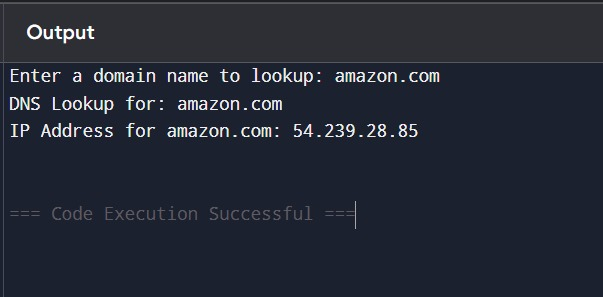 Output
Enter a domain name to lookup: amazon.com
DNS Lookup for: amazon.com
IP Address for amazon.com: 54.239.28.85
=== Code Execution Successful ===